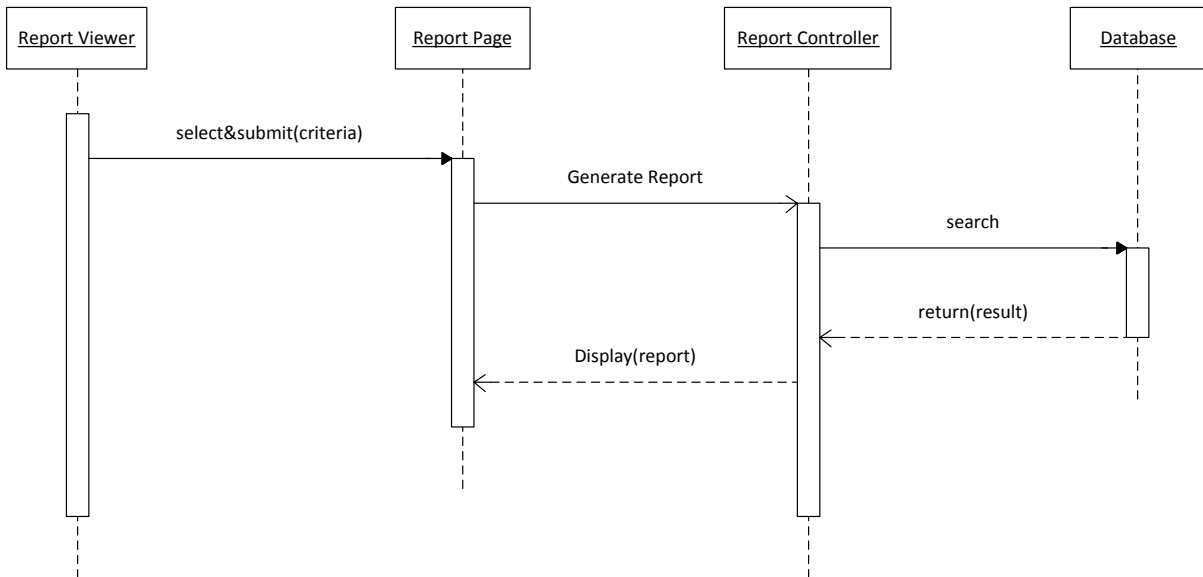 Report Viewer
Report Page
Report Controller
Database
select&submit(criteria)
Generate Report
search
return(result)
Display(report)